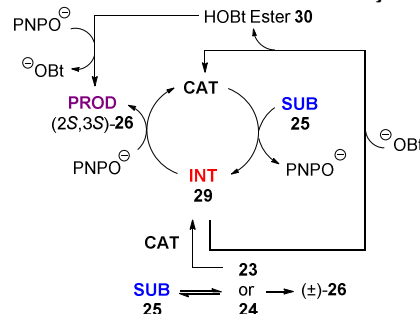 HOBt Ester 30
PNPO⊖
⊖OBt
CAT
PROD
SUB
(2S,3S)-26
25
PNPO⊖
PNPO⊖
⊖OBt
INT
29
CAT
23
SUB
or
(±)-26
25
24